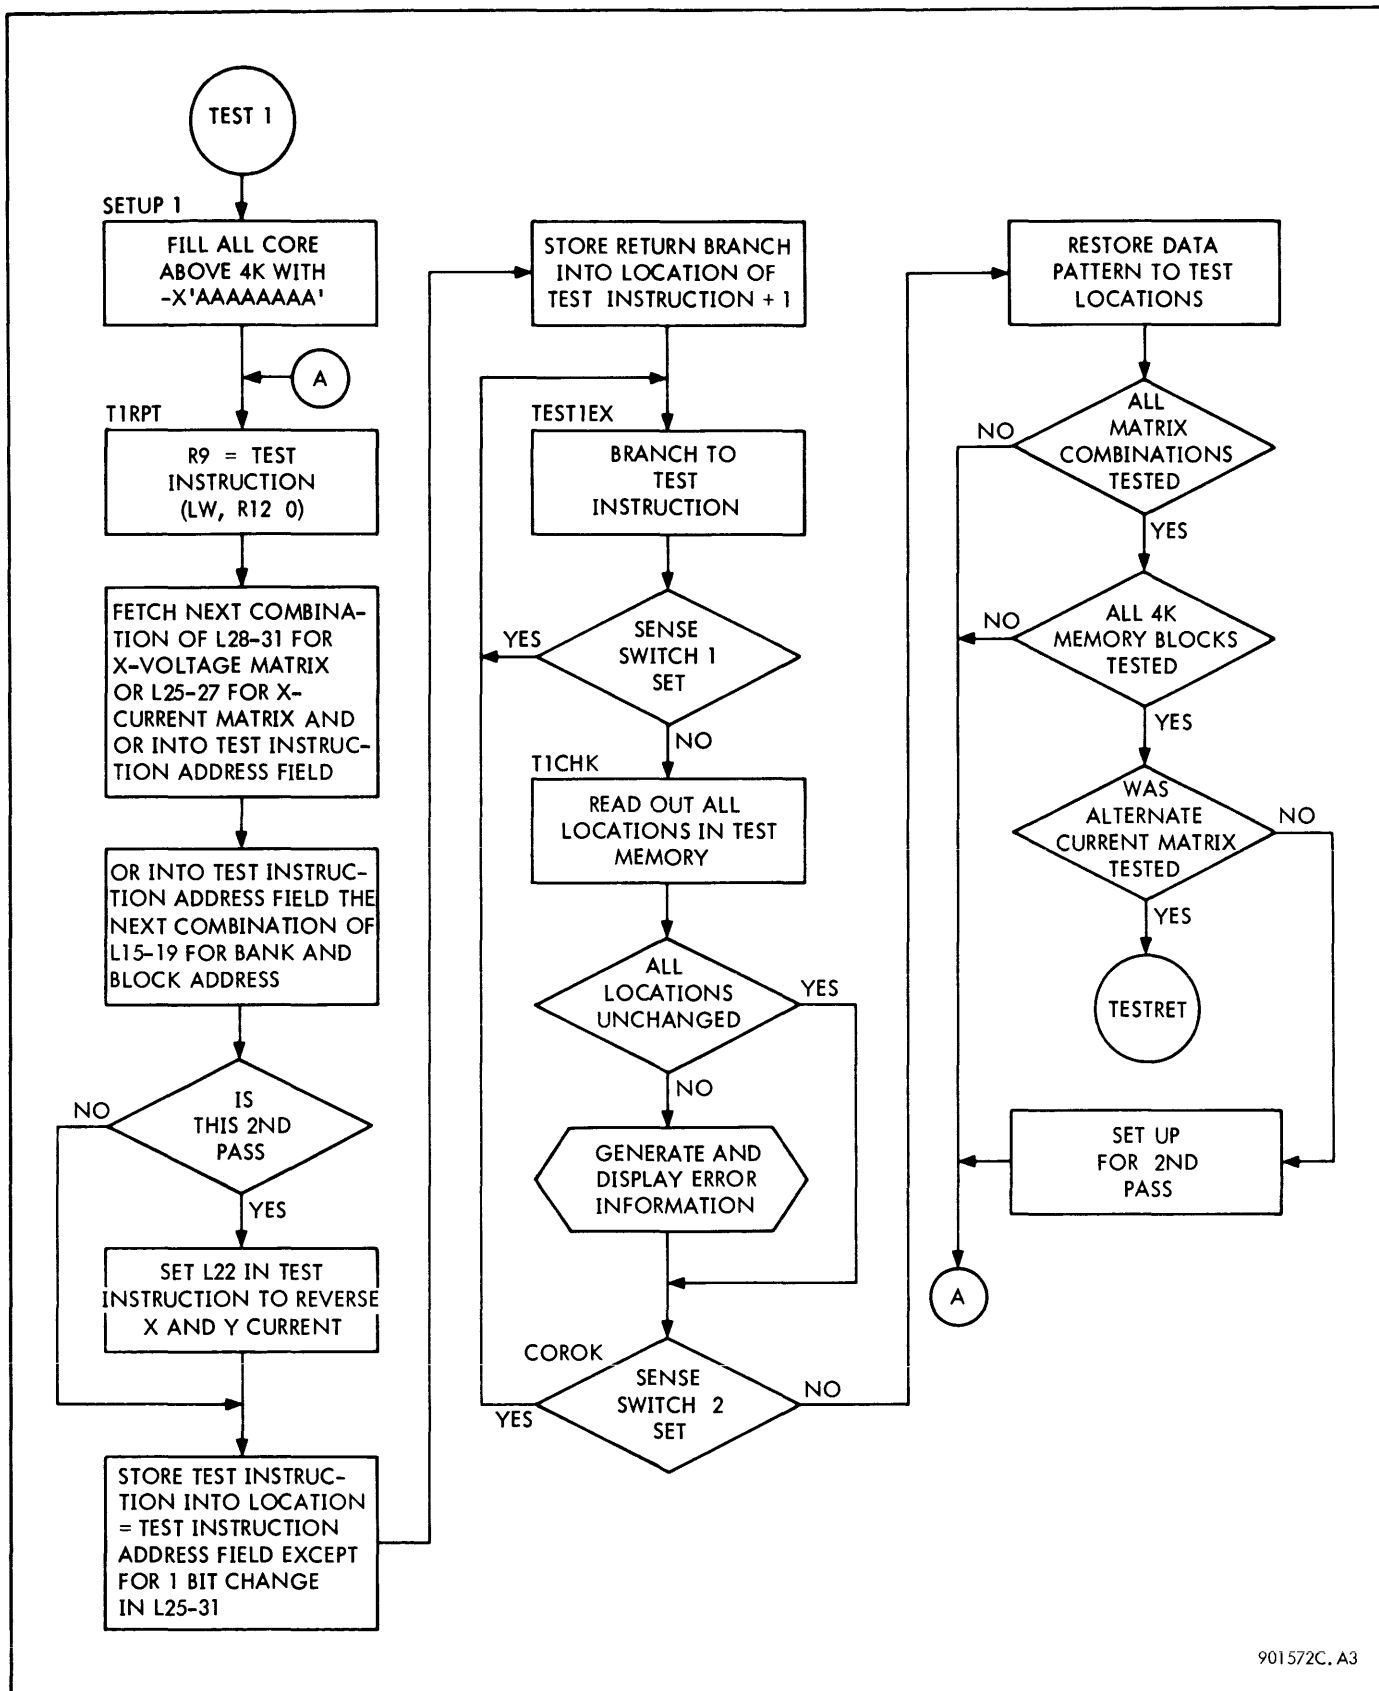 TEST 1
SETUP 1
FILL ALL CORE
ABOVE 4K WITH
-X'AAAAAAAA'
A
T1RPT
R9 = TEST
INSTRUCTION
(LW, R12 0)
FETCH NEXT COMBINA-
TION OF L28-31 FOR
X-VOLTAGE MATRIX
OR L25-27 FOR X-
CURRENT MATRIX AND
OR INTO TEST INSTRUC-
TION ADDRESS FIELD
OR INTO TEST INSTRUC-
TION ADDRESS FIELD THE
NEXT COMBINATION OF
L15-19 FOR BANK AND
BLOCK ADDRESS
IS
THIS 2ND
PASS
NO
YES
SET L22 IN TEST
INSTRUCTION TO REVERSE
X AND Y CURRENT
STORE TEST INSTRUC-
TION INTO LOCATION
= TEST INSTRUCTION
ADDRESS FIELD EXCEPT
FOR 1 BIT CHANGE
IN L25-31
STORE RETURN BRANCH
INTO LOCATION OF
TEST INSTRUCTION + 1
TEST1EX
BRANCH TO
TEST
INSTRUCTION
YES
SENSE
SWITCH 1
SET
NO
T1CHK
READ OUT ALL
LOCATIONS IN TEST
MEMORY
ALL
LOCATIONS
UNCHANGED
YES
NO
GENERATE AND
DISPLAY ERROR
INFORMATION
COROK
SENSE
SWITCH 2
SET
YES
NO
RESTORE DATA
PATTERN TO TEST
LOCATIONS
ALL
MATRIX
COMBINATIONS
TESTED
NO
YES
ALL 4K
MEMORY BLOCKS
TESTED
NO
YES
WAS
ALTERNATE
CURRENT MATRIX
TESTED
NO
YES
TESTRET
SET UP
FOR 2ND
PASS
A
901572C. A3